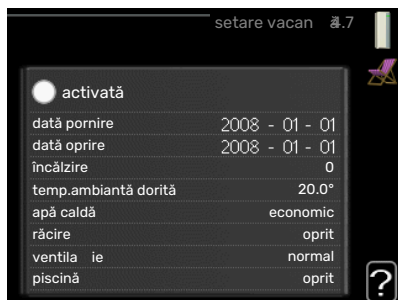 setare vacan 4.7
activată
dată pornire 2008 - 01 - 01
dată oprire 2008 - 01 - 01
încălzire 0
temp.ambiantă dorită 20.0°
apă caldă economic
răcire oprit
ventila ie normal
piscină oprit
?